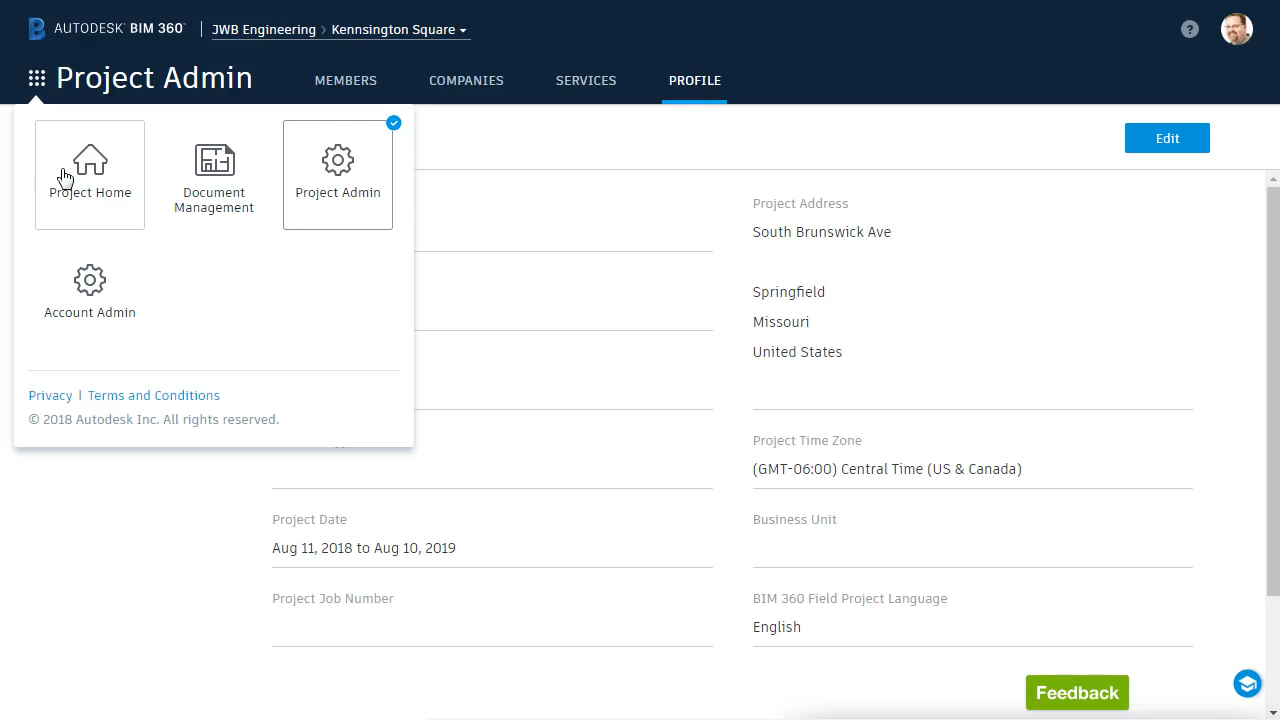 AUTODESK® BIM 360™
JWB Engineering > Kennsington Square
Project Admin
MEMBERS
COMPANIES
SERVICES
PROFILE
Project Home
Document
Management
Project Admin
Account Admin
Privacy | Terms and Conditions
© 2018 Autodesk Inc. All rights reserved.
Edit
Project Address
South Brunswick Ave
Springfield
Missouri
United States
Project Time Zone
(GMT-06:00) Central Time (US & Canada)
Project Date
Aug 11, 2018 to Aug 10, 2019
Business Unit
Project Job Number
BIM 360 Field Project Language
English
Feedback